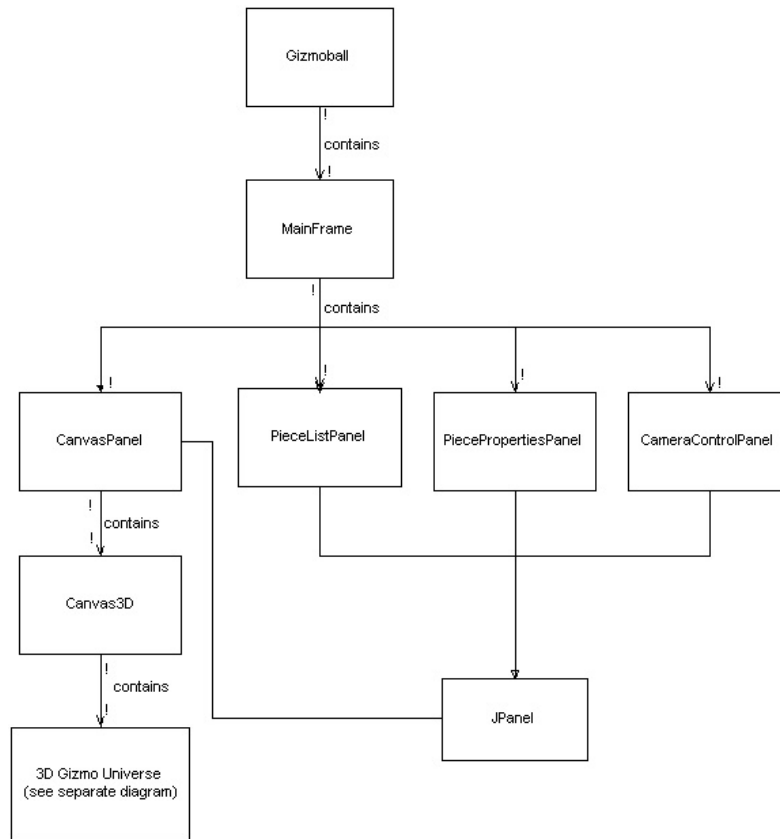 Gizmoball
!
contains
!
MainFrame
!
contains
!
!
!
!
CanvasPanel
PieceListPanel
PiecePropertiesPanel
CameraControlPanel
!
contains
!
Canvas3D
!
contains
!
JPanel
3D Gizmo Universe
(see separate diagram)